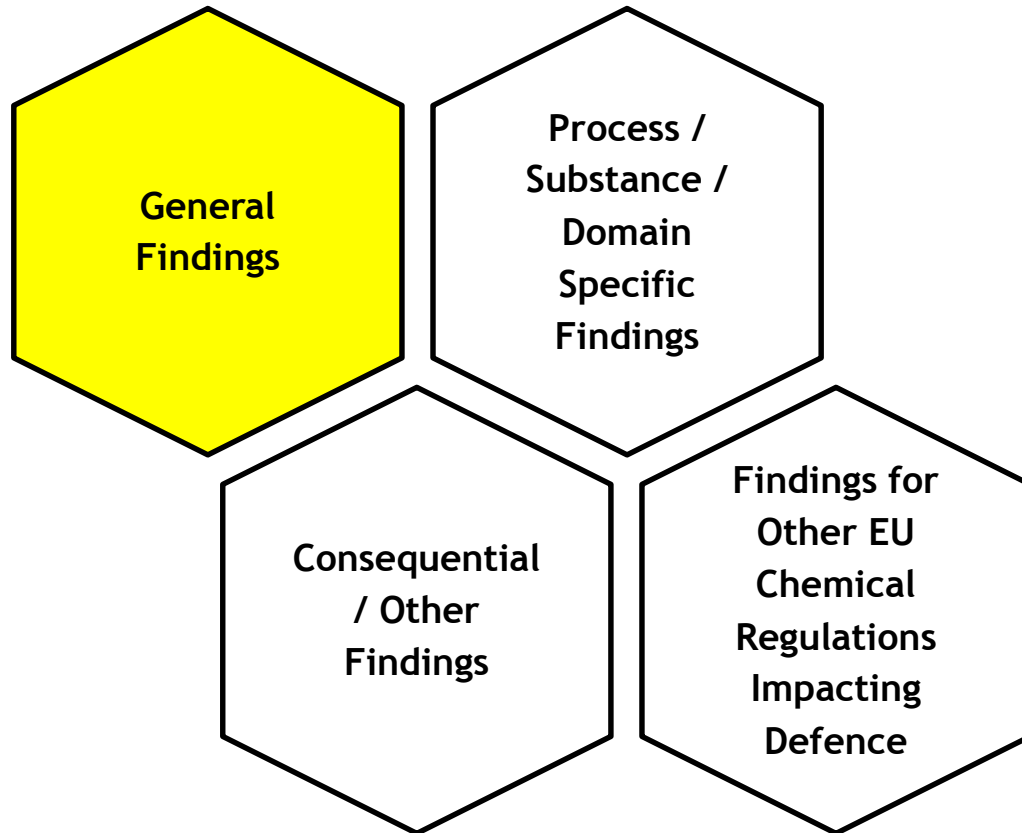 General
Findings
Process /
Substance /
Domain
Specific
Findings
Consequential
/ Other
Findings
Findings for
Other EU
Chemical
Regulations
Impacting
Defence